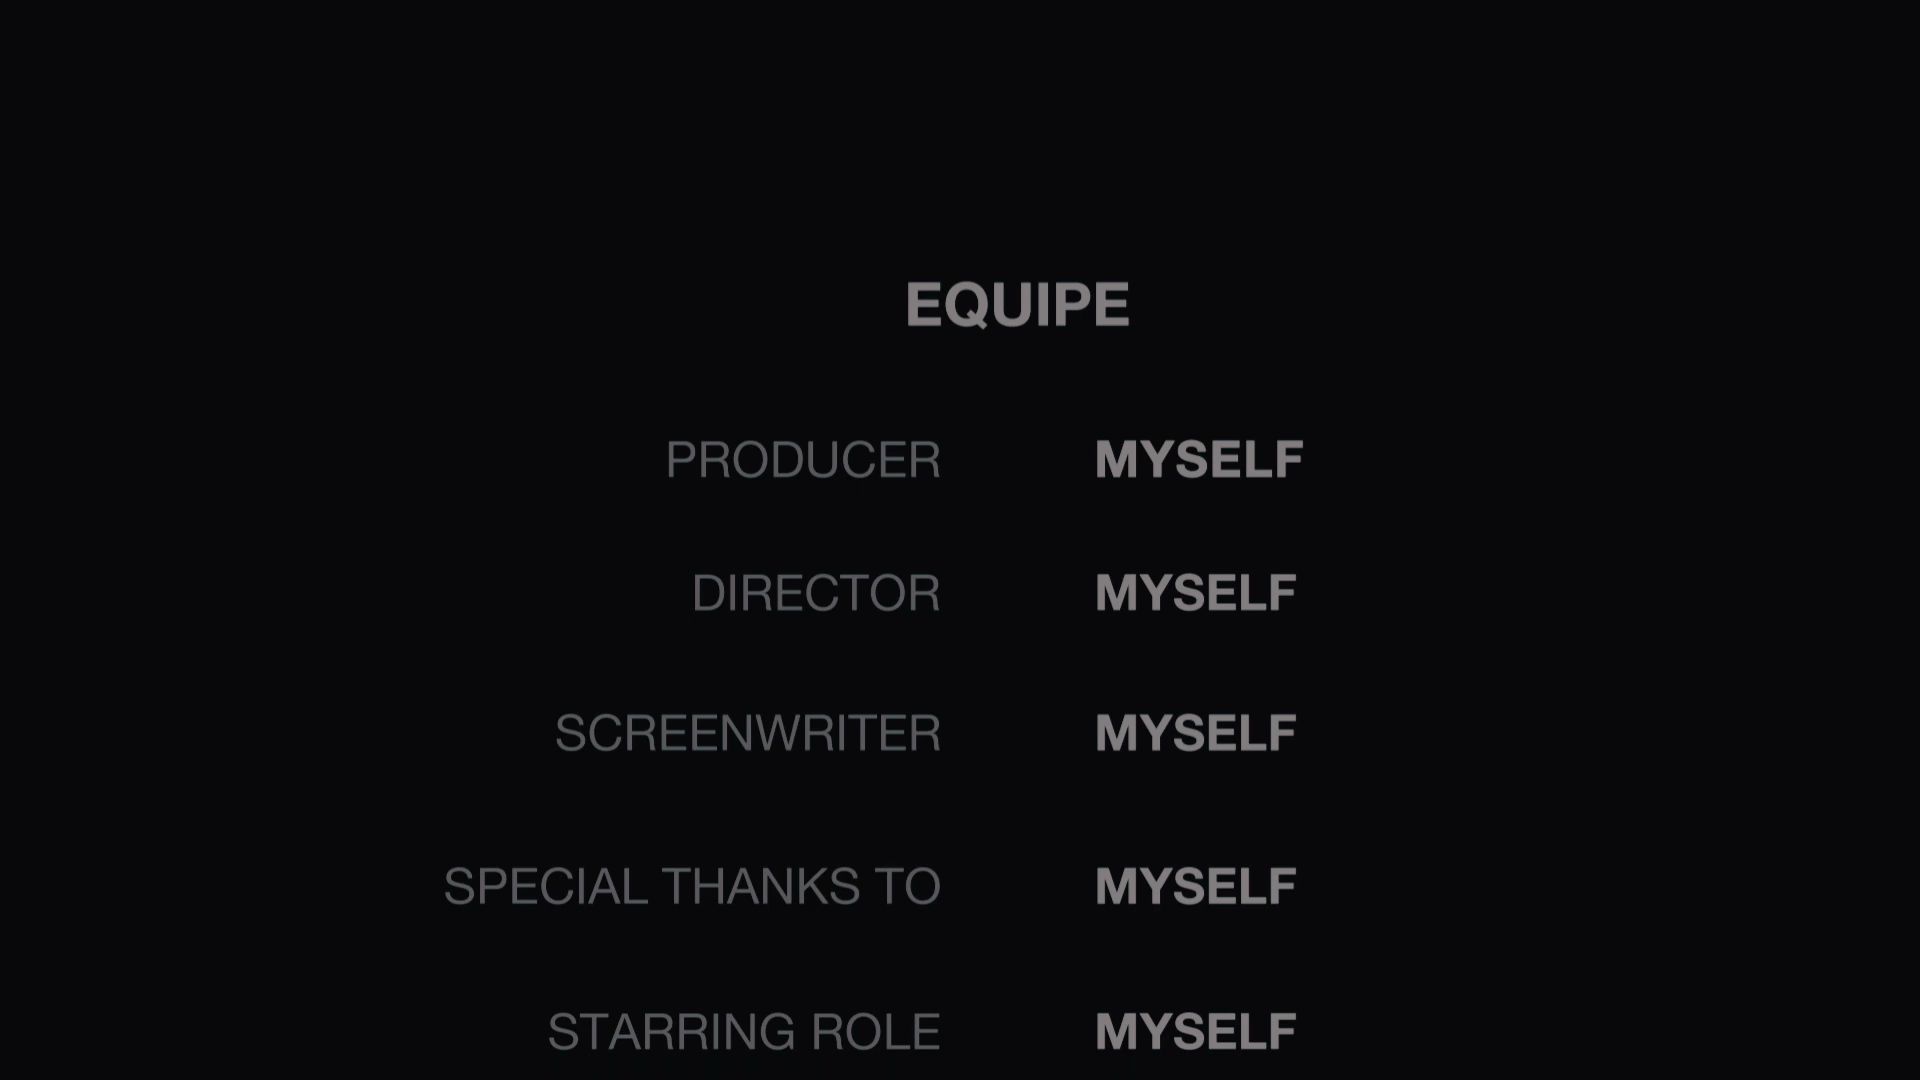 EQUIPE
PRODUCER MYSELF
DIRECTOR MYSELF
SCREENWRITER MYSELF
SPECIAL THANKS TO MYSELF
STARRING ROLE MYSELF